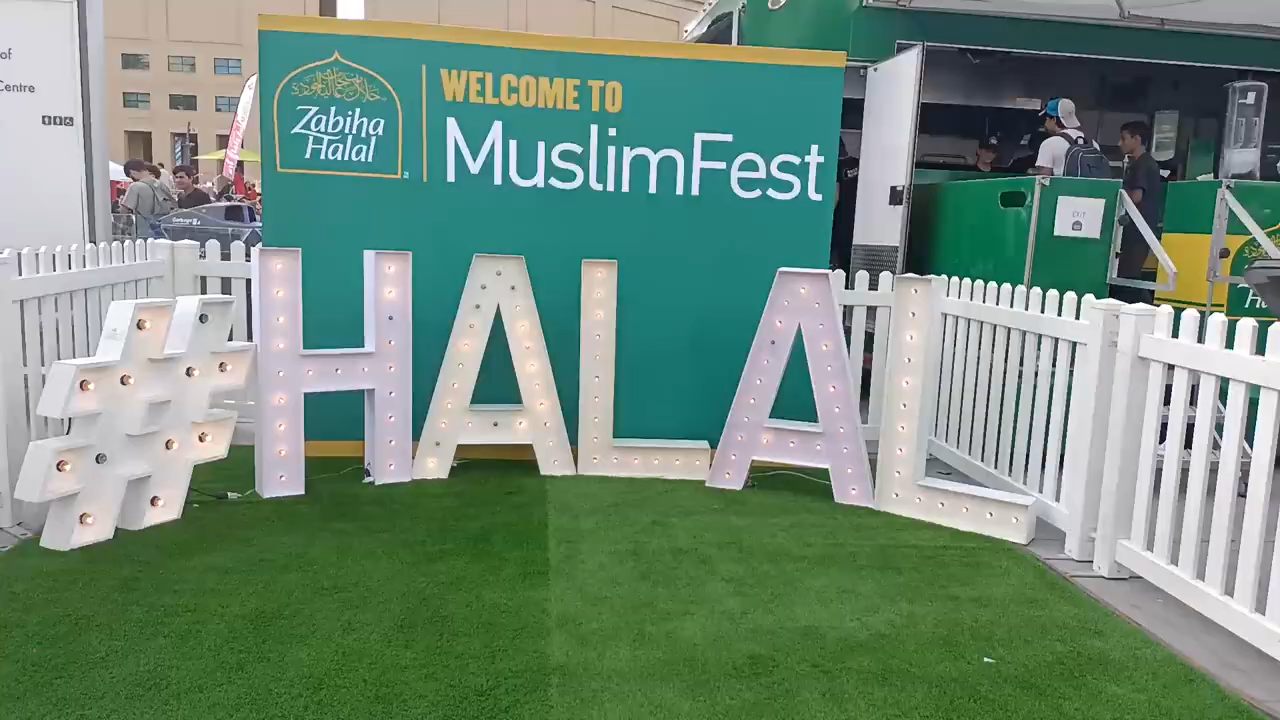 of
Centre
Zabiha
Halal
WELCOME TO
MuslimFest
#HALAL
EXIT